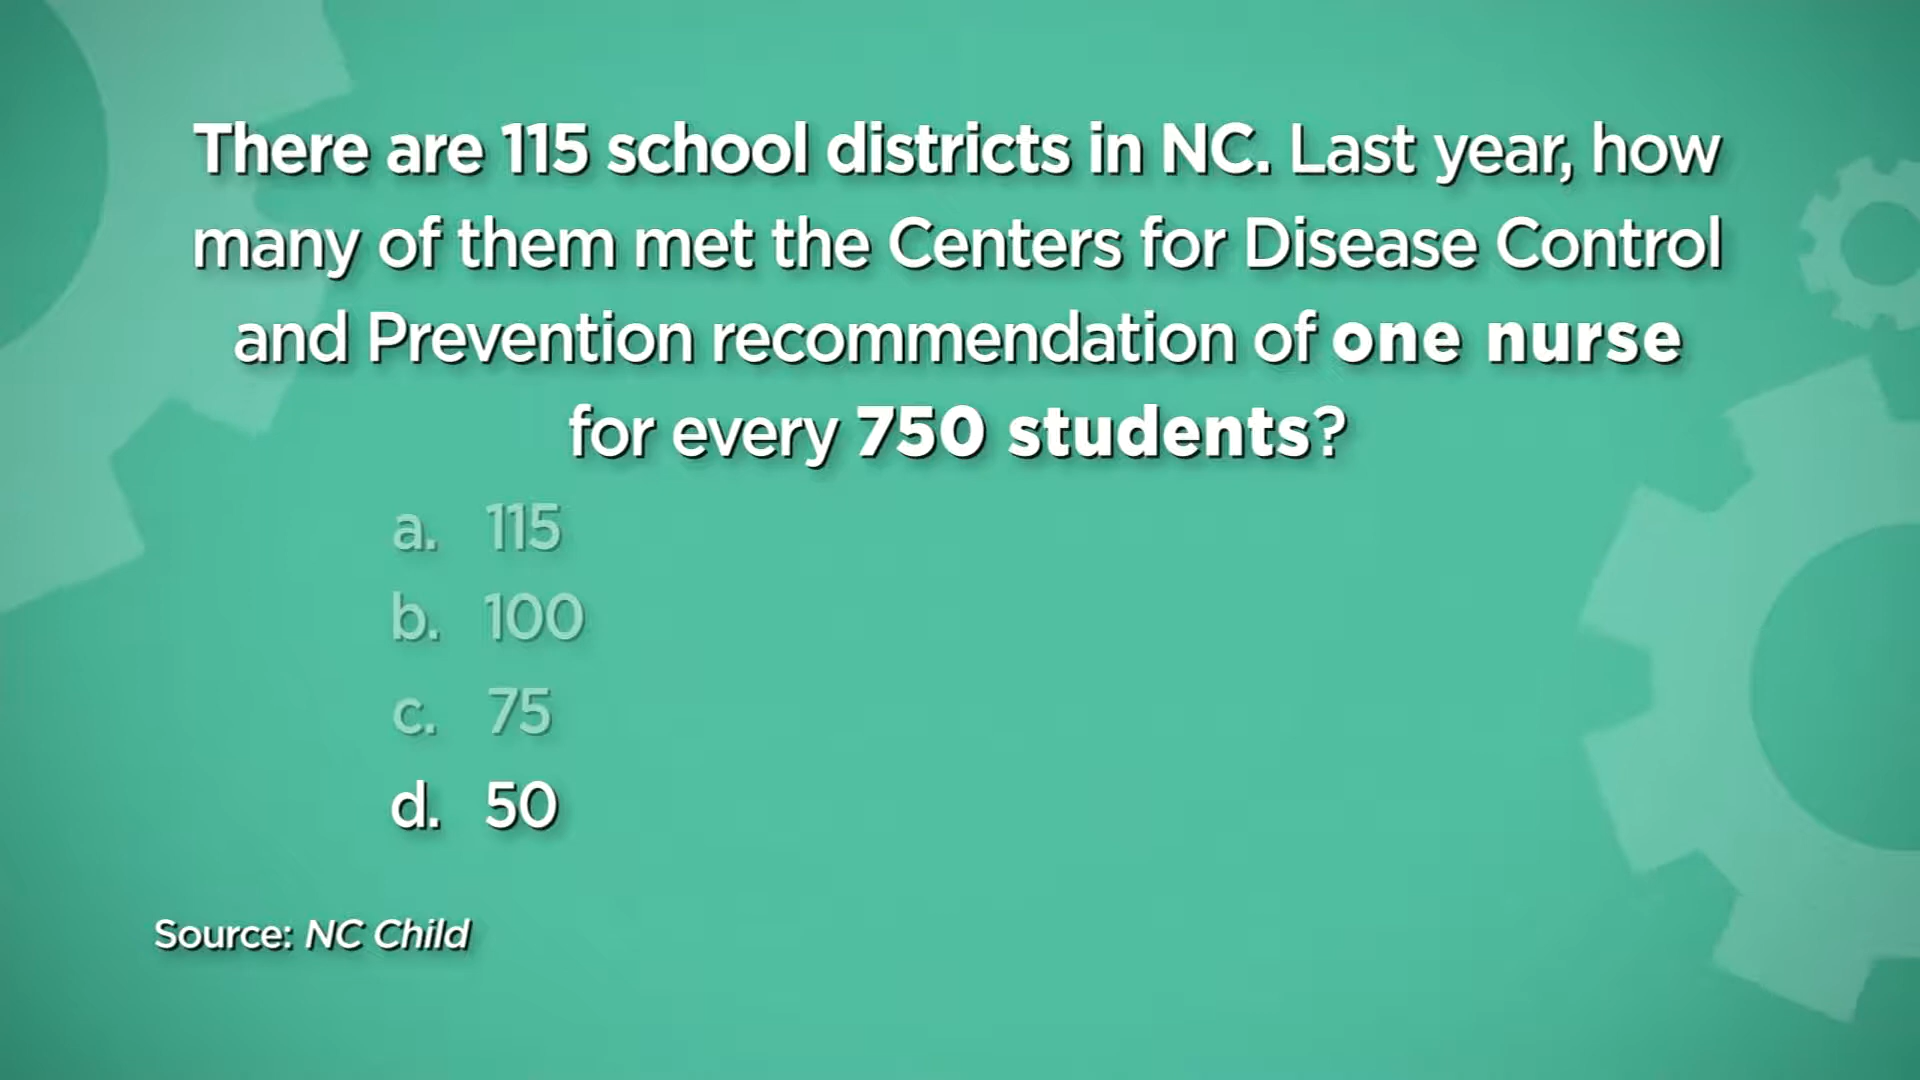 There are 115 school districts in NC. Last year, how
many of them met the Centers for Disease Control
and Prevention recommendation of one nurse
for every 750 students?
a. 115
b. 100
c. 75
d. 50
Source: NC Child